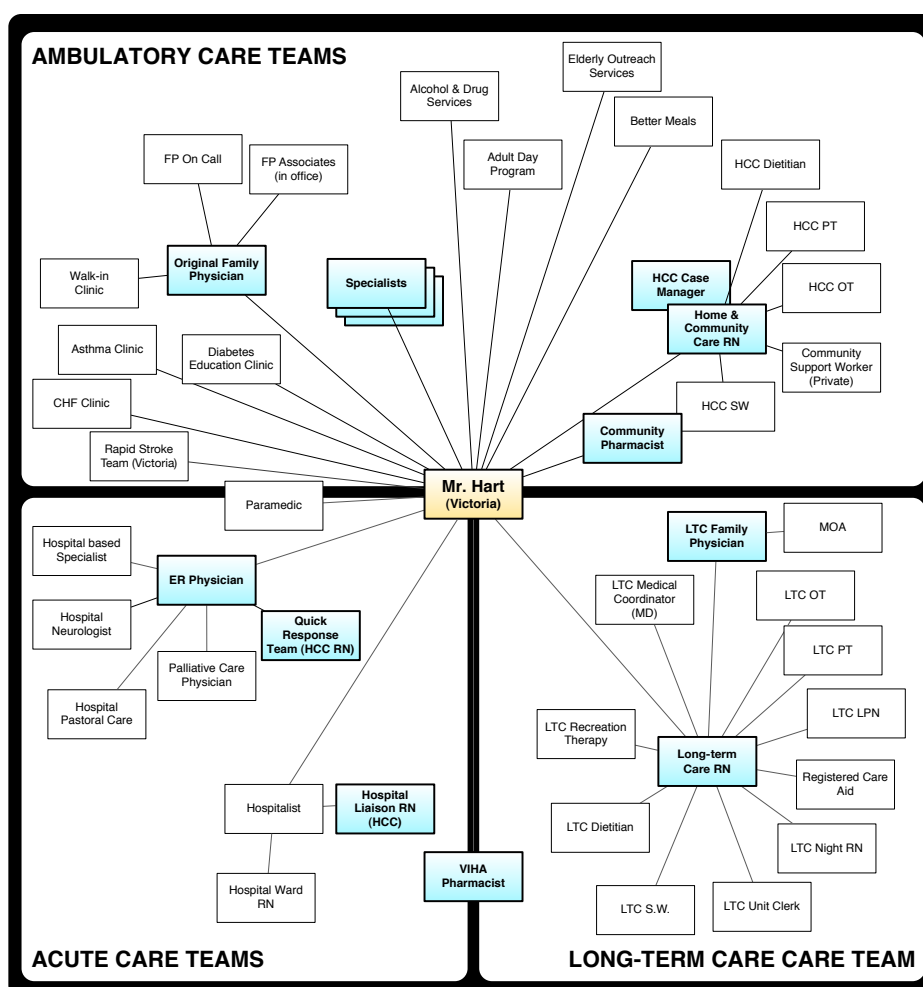 AMBULATORY CARE TEAMS
Elderly Outreach
Services
Alcohol & Drug
Services
Better Meals
FP On Call
FP Associates
(in office)
Adult Day
Program
HCC Dietitian
HCC PT
Original Family
Physician
Walk-in
Clinic
Specialists
HCC Case
Manager
HCC OT
Home &
Community
Care RN
Asthma Clinic
Diabetes
Education Clinic
Community
Support Worker
(Private)
CHF Clinic
HCC SW
Community
Pharmacist
Rapid Stroke
Team (Victoria)
Mr. Hart
(Victoria)
Paramedic
Hospital based
Specialist
ER Physician
Hospital
Neurologist
Quick
Response
Team (HCC RN)
Palliative Care
Physician
Hospital
Pastoral Care
Hospitalist
Hospital
Liaison RN
(HCC)
Hospital Ward
RN
VIHA
Pharmacist
ACUTE CARE TEAMS
LTC Family
Physician
MOA
LTC Medical
Coordinator
(MD)
LTC OT
LTC PT
LTC LPN
LTC Recreation
Therapy
Long-term
Care RN
Registered Care
Aid
LTC Dietitian
LTC Night RN
LTC S.W.
LTC Unit Clerk
LONG-TERM CARE CARE TEAM